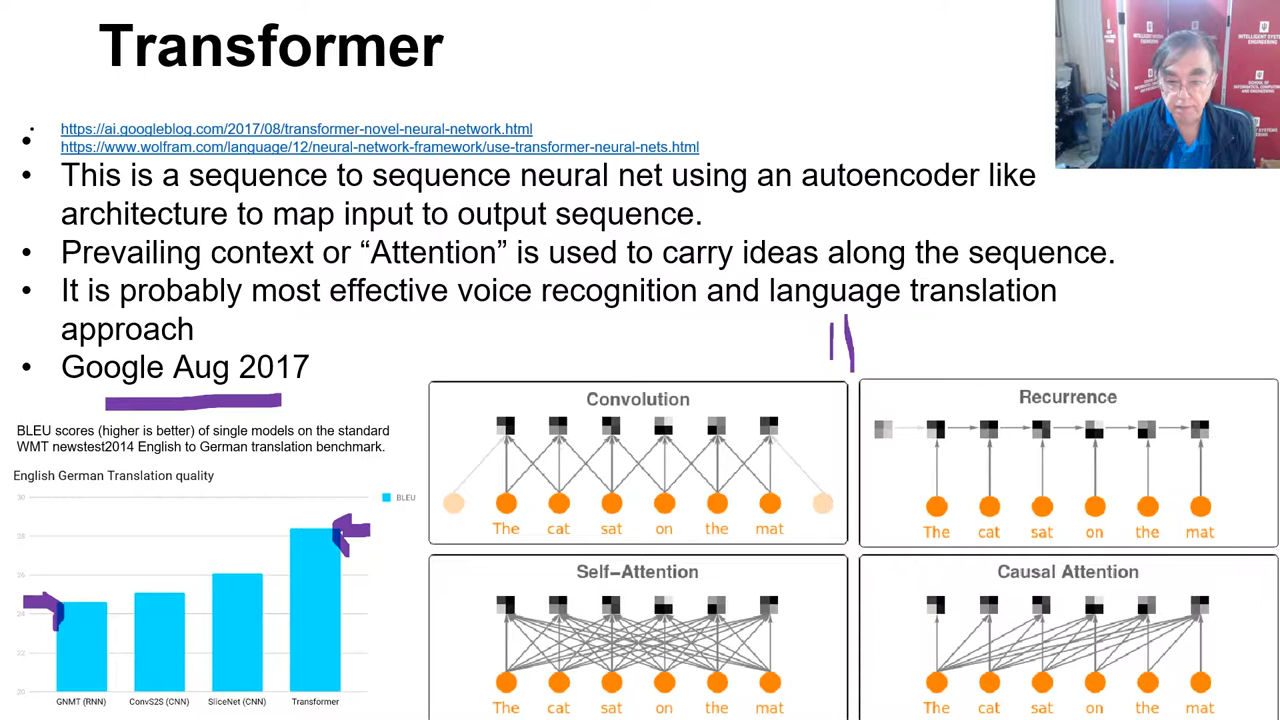 Transformer
https://ai.googleblog.com/2017/08/transformer-novel-neural-network.html
https://www.wolfram.com/language/12/neural-network-framework/use-transformer-neural-nets.html
This is a sequence to sequence neural net using an autoencoder like
architecture to map input to output sequence.
Prevailing context or “Attention” is used to carry ideas along the sequence.
It is probably most effective voice recognition and language translation
approach
Google Aug 2017
BLEU scores (higher is better) of single models on the standard
WMT newstest2014 English to German translation benchmark.
English German Translation quality
BLEU
30
28
26
24
22
20
GNMT (RNN) ConvS2S (CNN) SliceNet (CNN) Transformer
Convolution
The cat sat on the mat
Recurrence
The cat sat on the mat
Self-Attention
The cat sat on the mat
Causal Attention
The cat sat on the mat